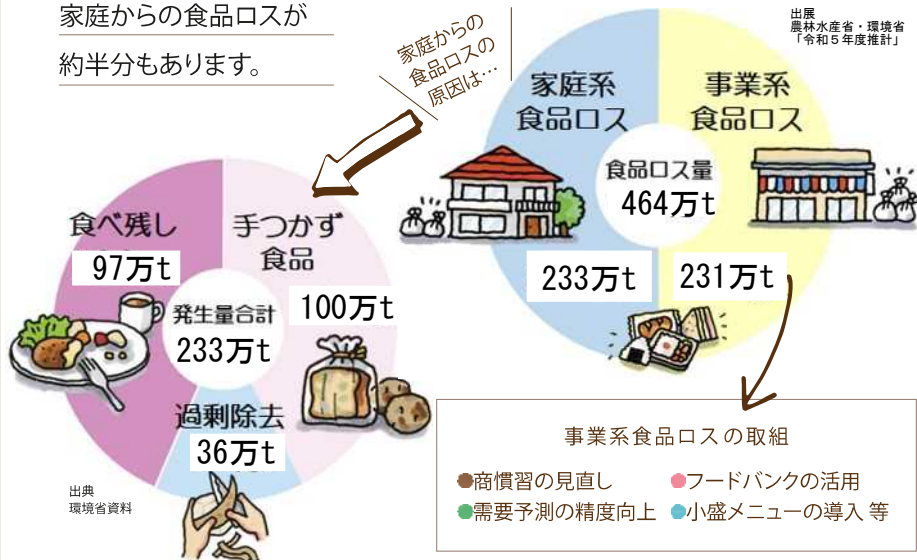 家庭からの食品ロスが
約半分もあります。
家庭からの
食品ロスの
原因は…
出展
農林水産省・環境省
「令和5年度推計」
家庭系
食品ロス
事業系
食品ロス
食品ロス量
464万t
233万t
231万t
食べ残し
97万t
手つかず
食品
100万t
発生量合計
233万t
過剰除去
36万t
出典
環境省資料
事業系食品ロスの取組
●商慣習の見直し
●フードバンクの活用
●需要予測の精度向上
●小盛メニューの導入 等